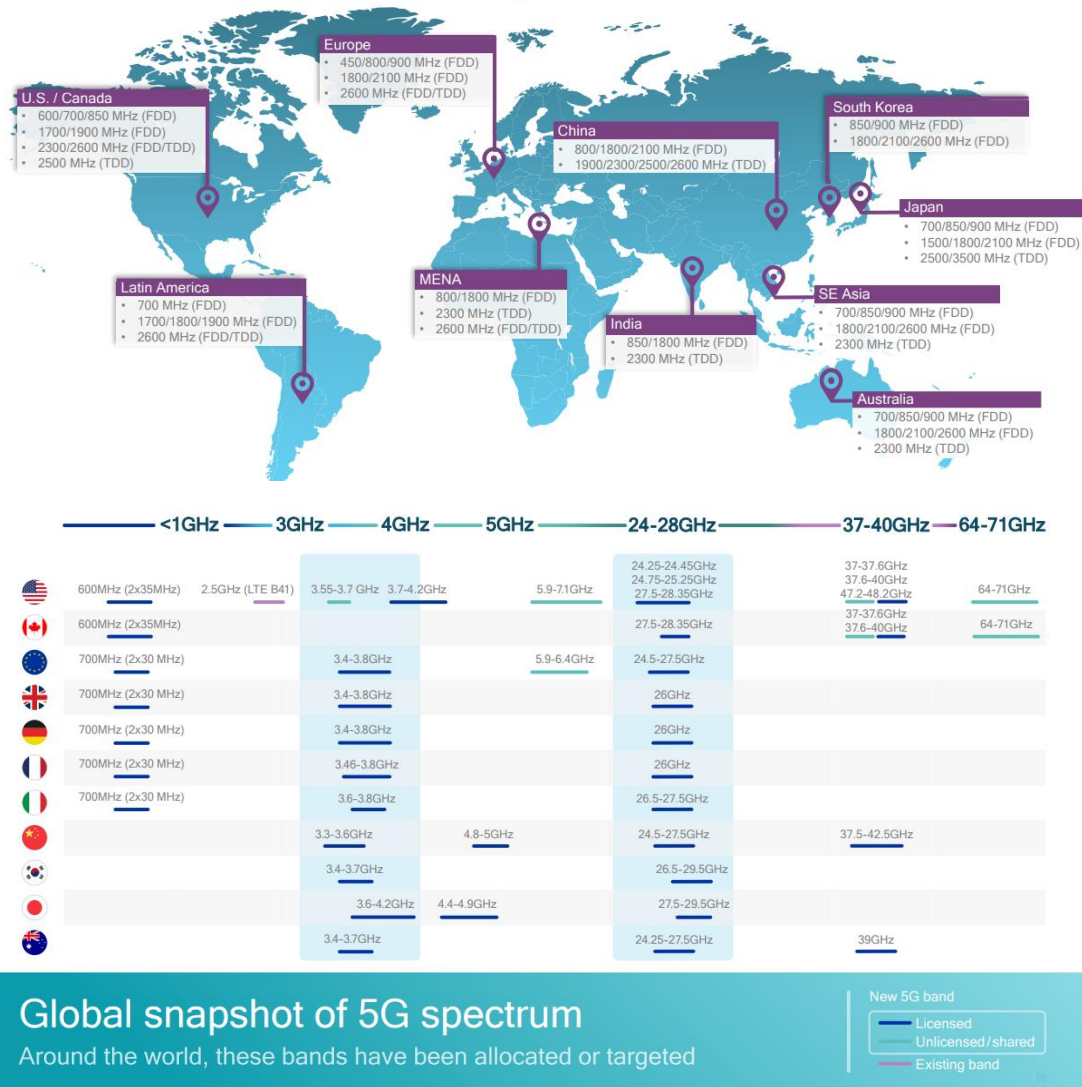 Europe
• 450/800/900 MHz (FDD)
• 1800/2100 MHz (FDD)
• 2600 MHz (FDD/TDD)
U.S. / Canada
• 600/700/850 MHz (FDD)
• 1700/1900 MHz (FDD)
• 2300/2600 MHz (FDD/TDD)
• 2500 MHz (TDD)
China
• 800/1800/2100 MHz (FDD)
• 1900/2300/2500/2600 MHz (TDD)
South Korea
• 850/900 MHz (FDD)
• 1800/2100/2600 MHz (FDD)
Japan
• 700/850/900 MHz (FDD)
• 1500/1800/2100 MHz (FDD)
• 2500/3500 MHz (TDD)
Latin America
• 700 MHz (FDD)
• 1700/1800/1900 MHz (FDD)
• 2600 MHz (FDD/TDD)
MENA
• 800/1800 MHz (FDD)
• 2300 MHz (TDD)
• 2600 MHz (FDD/TDD)
India
• 850/1800 MHz (FDD)
• 2300 MHz (TDD)
SE Asia
• 700/850/900 MHz (FDD)
• 1800/2100/2600 MHz (FDD)
• 2300 MHz (TDD)
Australia
• 700/850/900 MHz (FDD)
• 1800/2100/2600 MHz (FDD)
• 2300 MHz (TDD)
<1GHz 3GHz 4GHz 5GHz 24-28GHz 37-40GHz 64-71GHz
24.25-24.45GHz 37-37.6GHz
24.75-25.25GHz 37.6-40GHz
600MHz (2x35MHz) 2.5GHz (LTE B41) 3.55-3.7 GHz 3.7-4.2GHz 5.9-7.1GHz 27.5-28.35GHz 47.2-48.2GHz 64-71GHz
37-37.6GHz
600MHz (2x35MHz) 27.5-28.35GHz 37.6-40GHz 64-71GHz
700MHz (2x30 MHz) 3.4-3.8GHz 5.9-6.4GHz 24.5-27.5GHz
700MHz (2x30 MHz) 3.4-3.8GHz 26GHz
700MHz (2x30 MHz) 3.4-3.8GHz 26GHz
700MHz (2x30 MHz) 3.46-3.8GHz 26GHz
700MHz (2x30 MHz) 3.6-3.8GHz 26.5-27.5GHz
3.3-3.6GHz 4.8-5GHz 24.5-27.5GHz 37.5-42.5GHz
3.4-3.7GHz 26.5-29.5GHz
3.6-4.2GHz 4.4-4.9GHz 27.5-29.5GHz
3.4-3.7GHz 24.25-27.5GHz 39GHz
Global snapshot of 5G spectrum
Around the world, these bands have been allocated or targeted
New 5G band
Licensed
Unlicensed/shared
Existing band